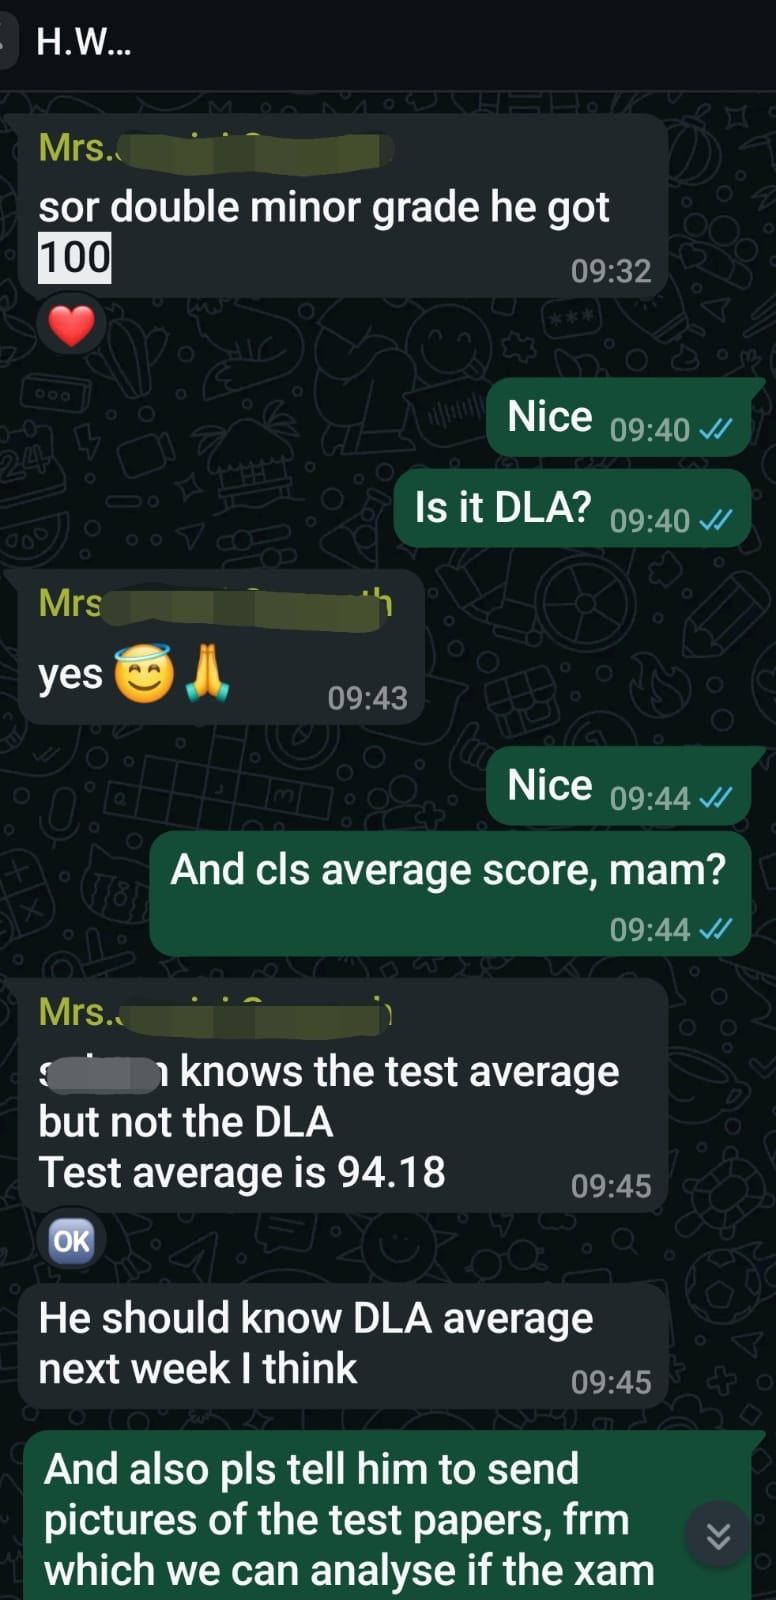 H.W...
Mrs.
sor double minor grade he got
100
09:32
Nice 09:40
Is it DLA? 09:40
Mrs
yes 😇🙏
09:43
Nice 09:44
And cls average score, mam?
09:44
Mrs.
knows the test average
but not the DLA
Test average is 94.18
09:45
OK
He should know DLA average
next week I think
09:45
And also pls tell him to send
pictures of the test papers, frm
which we can analyse if the xam